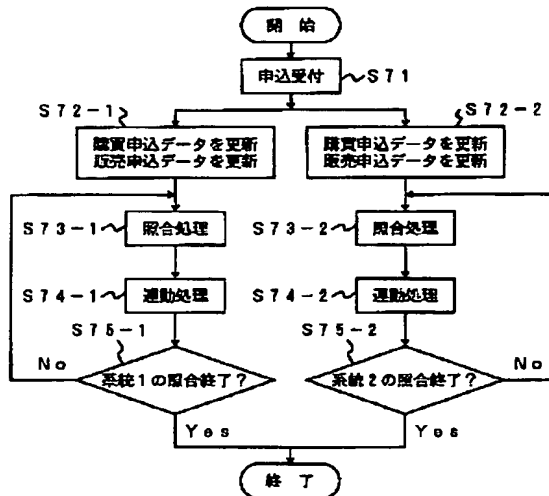 開 始
申込受付
S71
S72-1
S72-2
購買申込データを更新
販売申込データを更新
購買申込データを更新
販売申込データを更新
S73-1
照合処理
S73-2
照合処理
S74-1
連動処理
S74-2
連動処理
S75-1
S75-2
No
系統1の照合終了?
系統2の照合終了?
No
Yes
Yes
終 了